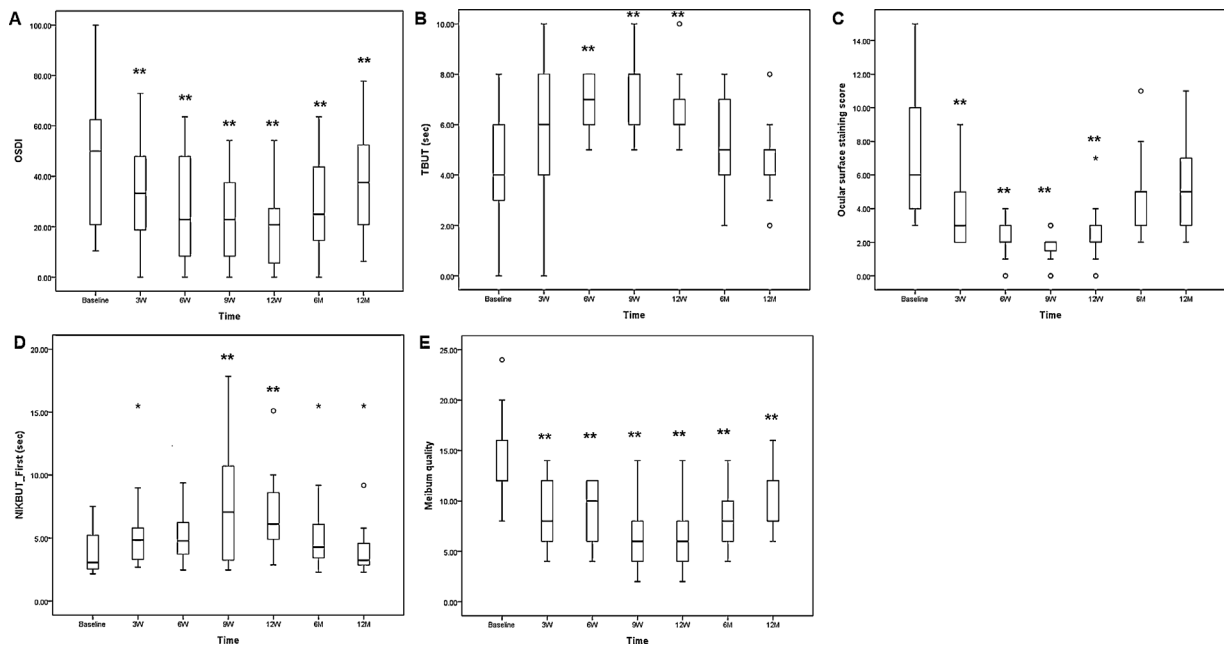 A
OSDI
100.00
80.00
60.00
40.00
20.00
0.00
** ** ** ** ** **
Baseline 3W 6W 9W 12W 6M 12M
Time
B
TBUT (sec)
10.00
8.00
6.00
4.00
2.00
0.00
** ** **
Baseline 3W 6W 9W 12W 6M 12M
Time
C
Ocular surface staining score
15.00
14.00
12.00
10.00
8.00
6.00
4.00
2.00
0.00
** ** ** **
*
Baseline 3W 6W 9W 12W 6M 12M
Time
D
NIKBUT_First (sec)
20.00
15.00
10.00
5.00
0.00
* ** ** * *
Baseline 3W 6W 9W 12W 6M 12M
Time
E
Meibum quality
25.00
20.00
15.00
10.00
5.00
0.00
** ** ** ** ** **
Baseline 3W 6W 9W 12W 6M 12M
Time